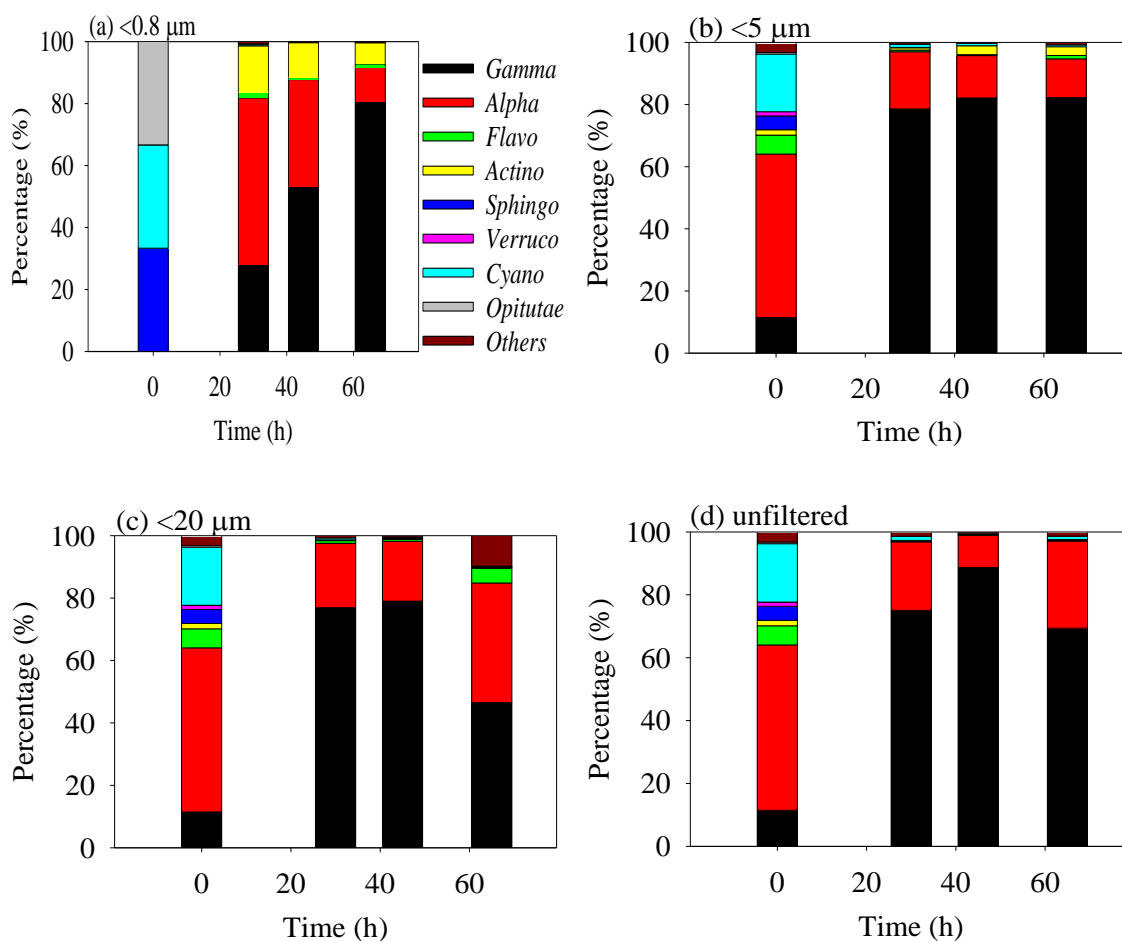 (a) <0.8 μm
Percentage (%)
100
80
60
40
20
0
0
20
40
60
Time (h)
Gamma
Alpha
Flavo
Actino
Sphingo
Verruco
Cyano
Opitutae
Others
(b) <5 μm
Percentage (%)
100
80
60
40
20
0
0
20
40
60
Time (h)
(c) <20 μm
Percentage (%)
100
80
60
40
20
0
0
20
40
60
Time (h)
(d) unfiltered
Percentage (%)
100
80
60
40
20
0
0
20
40
60
Time (h)